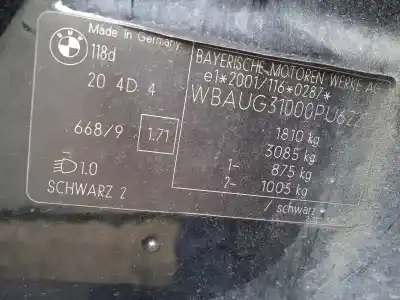 BMW
Made in Germany
118d
20 4D 4
668/9 1.71
1.0
SCHWARZ 2
BAYERISCHE MOTOREN WERKE AG
e1*2001/116*0287*
1810 kg
3085 kg
1- 875 kg
2- 1005 kg
/ schwarz